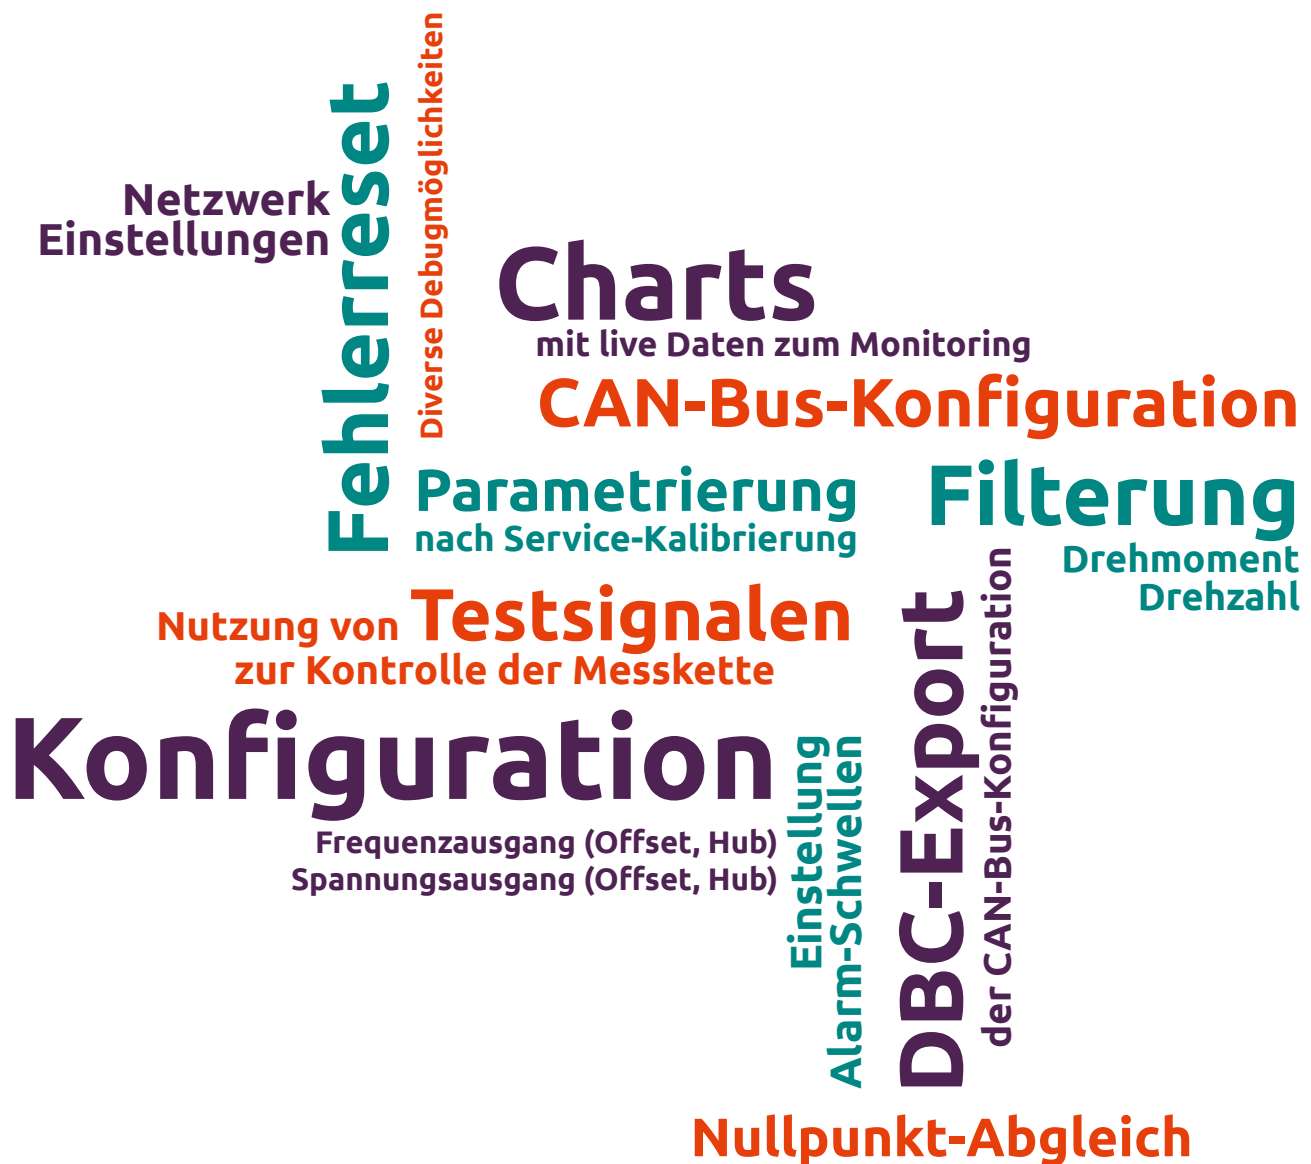 Diverse Debugmöglichkeiten
Fehlerreset
Netzwerk
Einstellungen
Charts
mit live Daten zum Monitoring
CAN-Bus-Konfiguration
Parametrierung
nach Service-Kalibrierung
Filterung
Drehmoment
Drehzahl
Nutzung von Testsignalen
zur Kontrolle der Messkette
Konfiguration
Frequenzausgang (Offset, Hub)
Spannungsausgang (Offset, Hub)
Einstellung
Alarm-Schwellen
DBC-Export
der CAN-Bus-Konfiguration
Nullpunkt-Abgleich